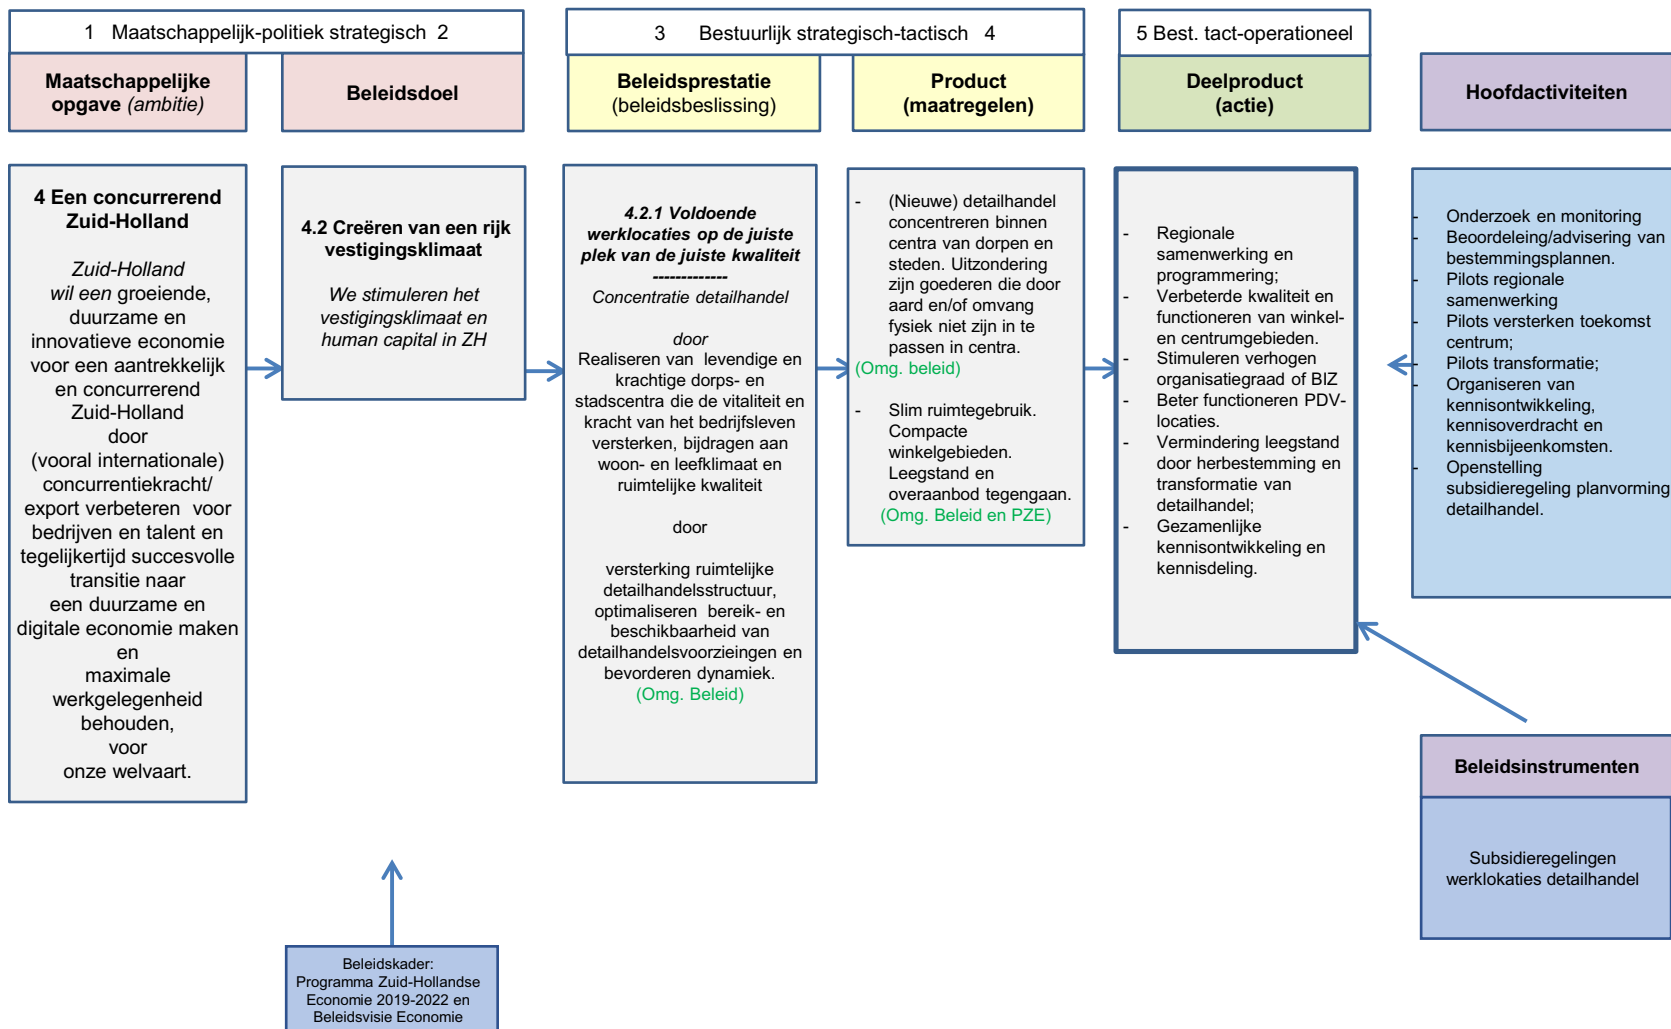 1 Maatschappelijk-politiek strategisch 2
3 Bestuurlijk strategisch-tactisch 4
5 Best. tact-operationeel
Maatschappelijke
opgave (ambitie)
Beleidsdoel
Beleidsprestatie
(beleidsbeslissing)
Product
(maatregelen)
Deelproduct
(actie)
Hoofdactiviteiten
4 Een concurrerend
Zuid-Holland
Zuid-Holland
wil een groeiende,
duurzame en
innovatieve economie
voor een aantrekkelijk
en concurrerend
Zuid-Holland
door
(vooral internationale)
concurrentiekracht/
export verbeteren voor
bedrijven en talent en
tegelijkertijd succesvolle
transitie naar
een duurzame en
digitale economie maken
en
maximale
werkgelegenheid
behouden,
voor
onze welvaart.
4.2 Creëren van een rijk
vestigingsklimaat
We stimuleren het
vestigingsklimaat en
human capital in ZH
4.2.1 Voldoende
werklocaties op de juiste
plek van de juiste kwaliteit
-------------
Concentratie detailhandel
door
Realiseren van levendige en
krachtige dorps- en
stadscentra die de vitaliteit en
kracht van het bedrijfsleven
versterken, bijdragen aan
woon- en leefklimaat en
ruimtelijke kwaliteit
door
versterking ruimtelijke
detailhandelsstructuur,
optimaliseren bereik- en
beschikbaarheid van
detailhandelsvoorzieingen en
bevorderen dynamiek.
(Omg. Beleid)
- (Nieuwe) detailhandel
concentreren binnen
centra van dorpen en
steden. Uitzondering
zijn goederen die door
aard en/of omvang
fysiek niet zijn in te
passen in centra.
(Omg. beleid)
- Slim ruimtegebruik.
Compacte
winkelgebieden.
Leegstand en
overaanbod tegengaan.
(Omg. Beleid en PZE)
- Regionale
samenwerking en
programmering;
- Verbeterde kwaliteit en
functioneren van winkel-
en centrumgebieden.
- Stimuleren verhogen
organisatiegraad of BIZ
- Beter functioneren PDV-
locaties.
- Vermindering leegstand
door herbestemming en
transformatie van
detailhandel;
- Gezamenlijke
kennisontwikkeling en
kennisdeling.
- Onderzoek en monitoring
- Beoordeleing/advisering van
bestemmingsplannen.
- Pilots regionale
samenwerking
- Pilots versterken toekomst
centrum;
- Pilots transformatie;
- Organiseren van
kennisontwikkeling,
kennisoverdracht en
kennisbijeenkomsten.
- Openstelling
subsidieregeling planvorming
detailhandel.
Beleidsinstrumenten
Subsidieregelingen
werklokaties detailhandel
Beleidskader:
Programma Zuid-Hollandse
Economie 2019-2022 en
Beleidsvisie Economie